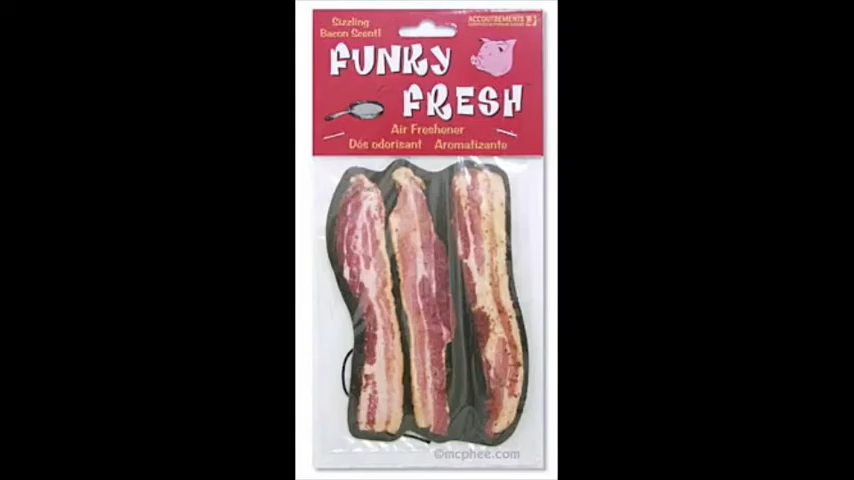 Sizzling
Bacon Scent!
ACCOUTREMENTS
FUNKY
FRESH
Air Freshener
Dés odorisant Aromatizante
©mcphee.com